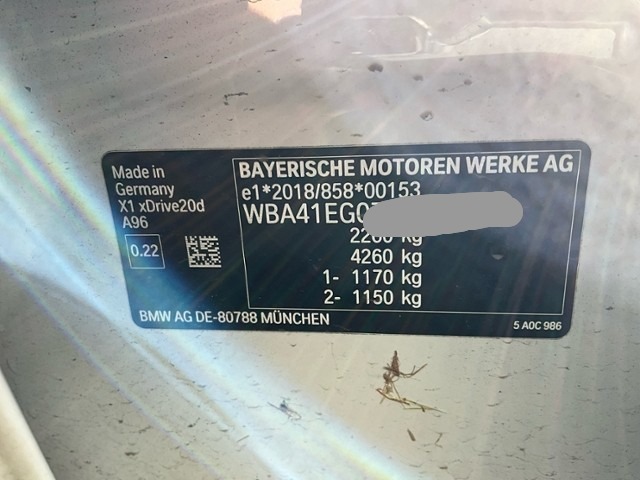 Made in
Germany
X1 xDrive20d
A96
0.22
BAYERISCHE MOTOREN WERKE AG
e1*2018/858*00153
WBA41EG0
2260 kg
4260 kg
1- 1170 kg
2- 1150 kg
BMW AG DE-80788 MÜNCHEN
5 A0C 986